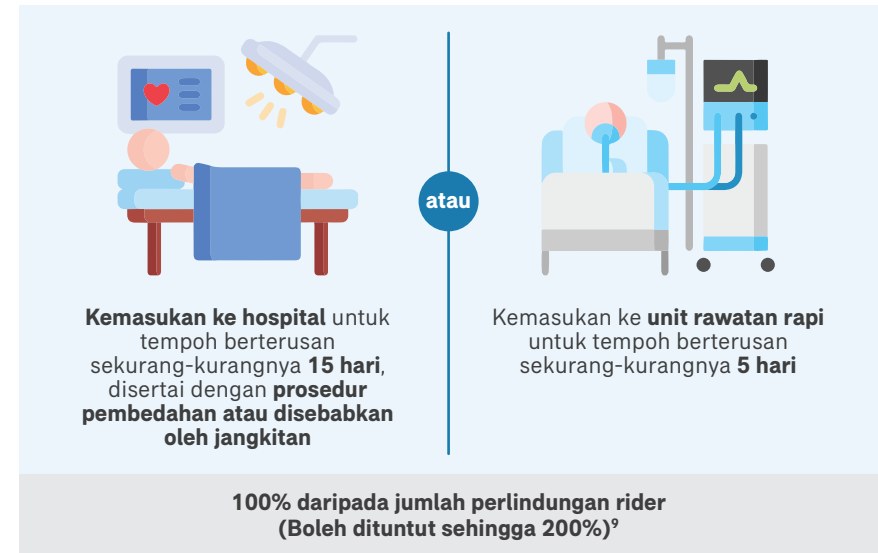 atau
Kemasukan ke hospital untuk
tempoh berterusan
sekurang-kurangnya 15 hari,
disertai dengan prosedur
pembedahan atau disebabkan
oleh jangkitan
Kemasukan ke unit rawatan rapi
untuk tempoh berterusan
sekurang-kurangnya 5 hari
100% daripada jumlah perlindungan rider
(Boleh dituntut sehingga 200%)⁹